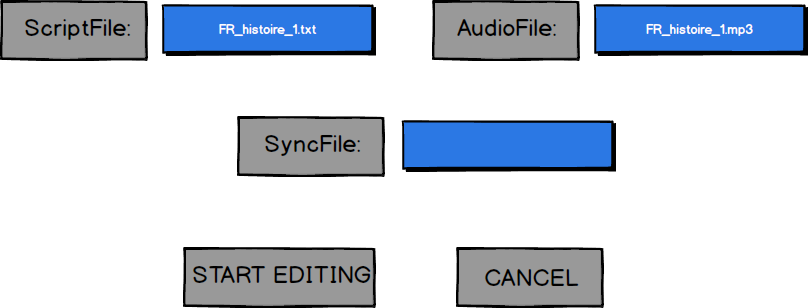 ScriptFile:
FR_histoire_1.txt
AudioFile:
FR_histoire_1.mp3
SyncFile:
START EDITING
CANCEL